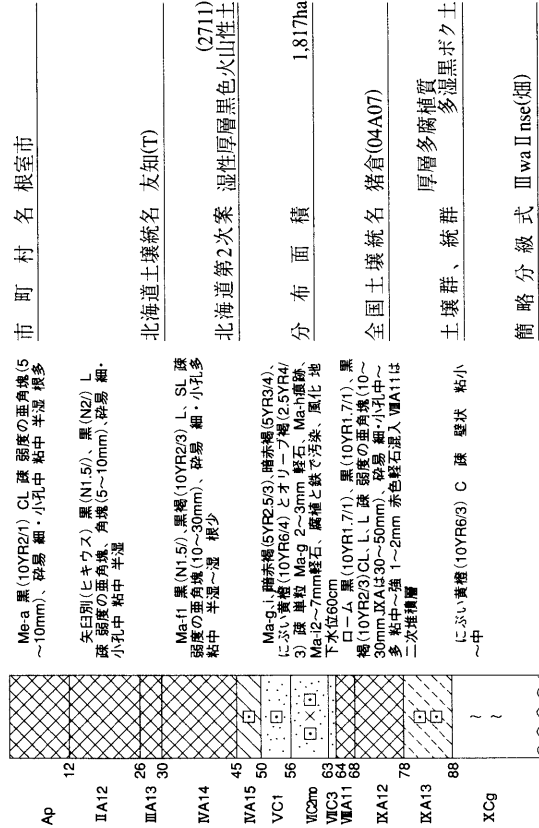 Ap
12
ⅡA12
26
ⅢA13
30
ⅣA14
45
ⅣA15
50
ⅤC1
56
ⅥC2mo
63
ⅦC3
64
ⅧA11
68
ⅨA12
78
ⅨA13
88
ⅩCg
Me-a 黒(10YR2/1) CL 疎 弱度の亜角塊(5
～10mm)、砕易 細・小孔中 粘中 半湿 根多
矢臼別(ヒキウス) 黒(N1.5/)、黒(N2/) L
疎 弱度の亜角塊、角塊(5～10mm)、砕易 細・
小孔中 粘中 半湿
Ma-f1 黒(N1.5/)、黒褐(10YR2/3) L、SL 疎
弱度の亜角塊(10～30mm)、砕易 細・小孔多
粘中 半湿～湿 根少
Ma-g、i、暗赤褐(5YR2.5/3)、暗赤褐(5YR3/4)、
にぶい黄橙(10YR6/4) とオリーブ褐(2.5YR4/
3) 疎 単粒 Ma-g 2～3mm 軽石、Ma-h痕跡、
Ma-i2～7mm軽石、腐植と鉄で汚染、風化 地
下水位60cm
ローム 黒(10YR1.7/1)、黒(10YR1.7/1)、黒
褐(10YR2/3)CL、L、L 疎 弱度の亜角塊(10～
30mm、ⅨAは30～50mm)、砕易 細・小孔中～
多 粘中～強 1～2mm 赤色軽石混入 ⅧA11は
二次堆積層
にぶい黄橙(10YR6/3) C 疎 壁状 粘小
～中
市町村名 根室市
北海道土壌統名 友知(T)
北海道第2次案 湿性厚層黒色火山性土
(2711)
分布面積 1,817ha
全国土壌統名 猪倉(04A07)
土壌群、統群 厚層多腐植質
多湿黒ボク土
簡略分級式 ⅢwaⅡnse(畑)